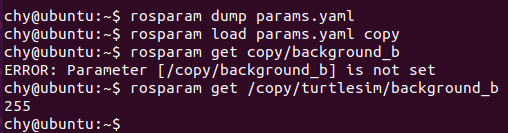 chy@ubuntu:~$ rosparam dump params.yaml
chy@ubuntu:~$ rosparam load params.yaml copy
chy@ubuntu:~$ rosparam get copy/background_b
ERROR: Parameter [/copy/background_b] is not set
chy@ubuntu:~$ rosparam get /copy/turtlesim/background_b
255
chy@ubuntu:~$